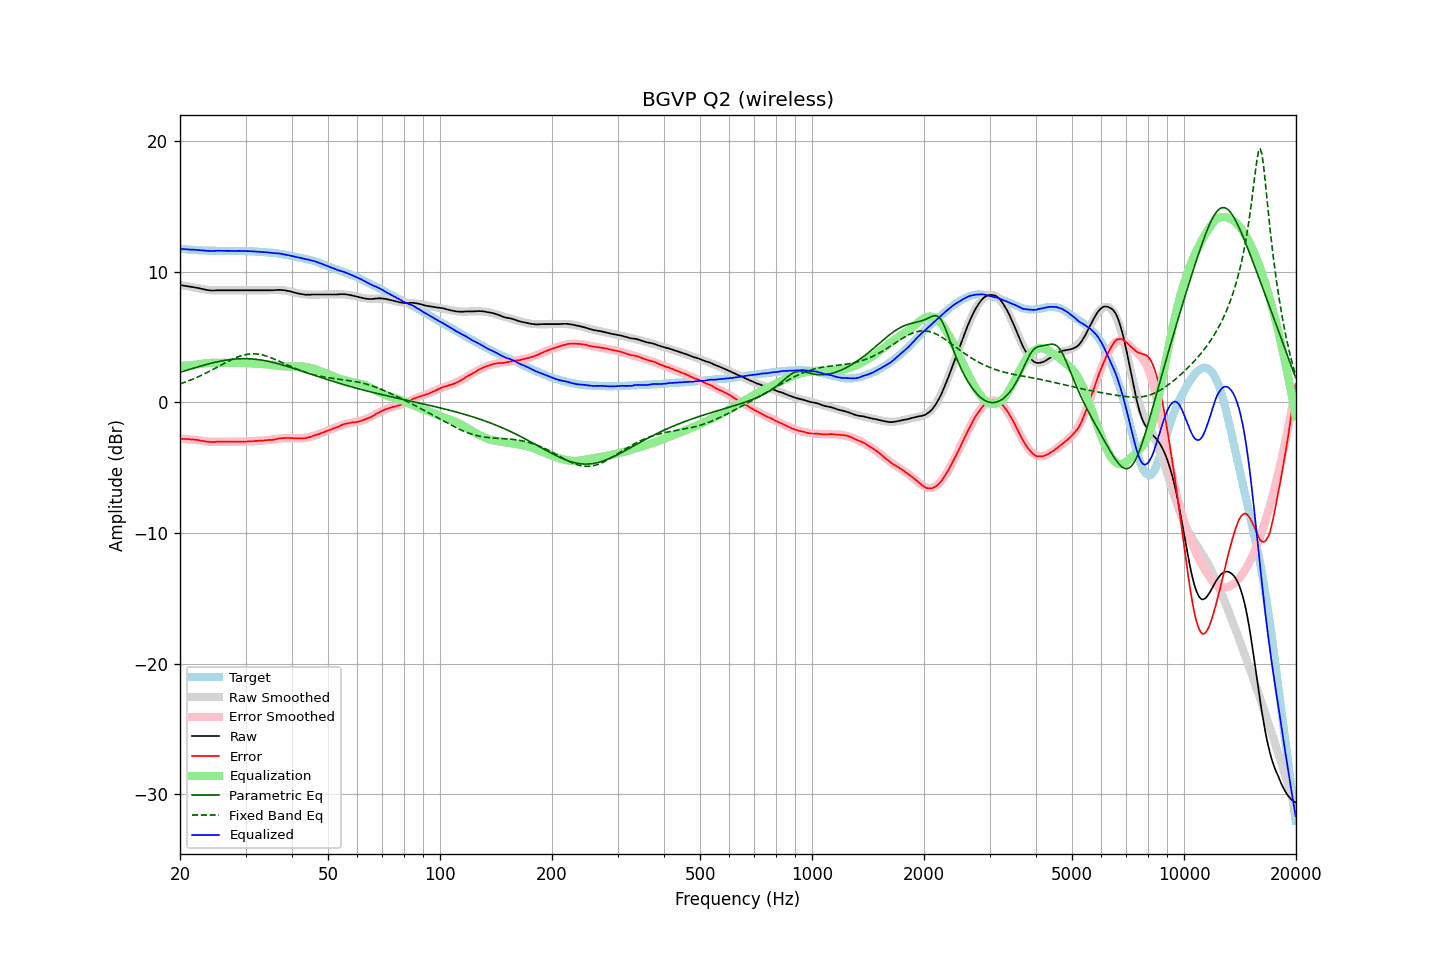 BGVP Q2 (wireless)
Amplitude (dBr)
20
10
0
−10
−20
−30
Target
Raw Smoothed
Error Smoothed
Raw
Error
Equalization
Parametric Eq
Fixed Band Eq
Equalized
20 50 100 200 500 1000 2000 5000 10000 20000
Frequency (Hz)